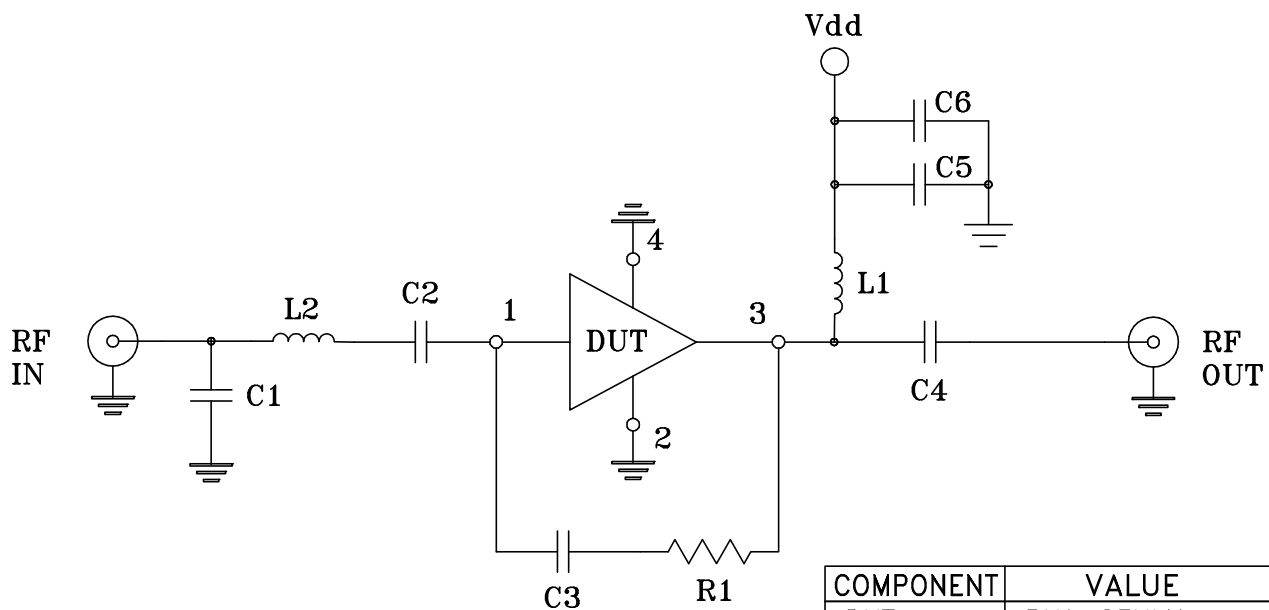 Vdd
C6
C5
4
L1
C2
L2
1
3
RF
IN
DUT
RF
OUT
C1
C4
2
C3
R1
COMPONENT VALUE